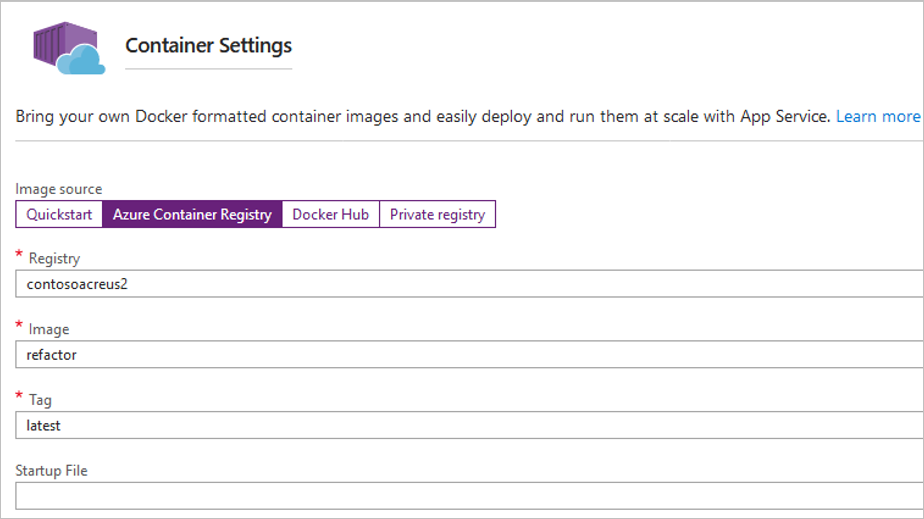 Container Settings
Bring your own Docker formatted container images and easily deploy and run them at scale with App Service. Learn more
Image source
Quickstart Azure Container Registry Docker Hub Private registry
* Registry
contosoacreus2
* Image
refactor
* Tag
latest
Startup File